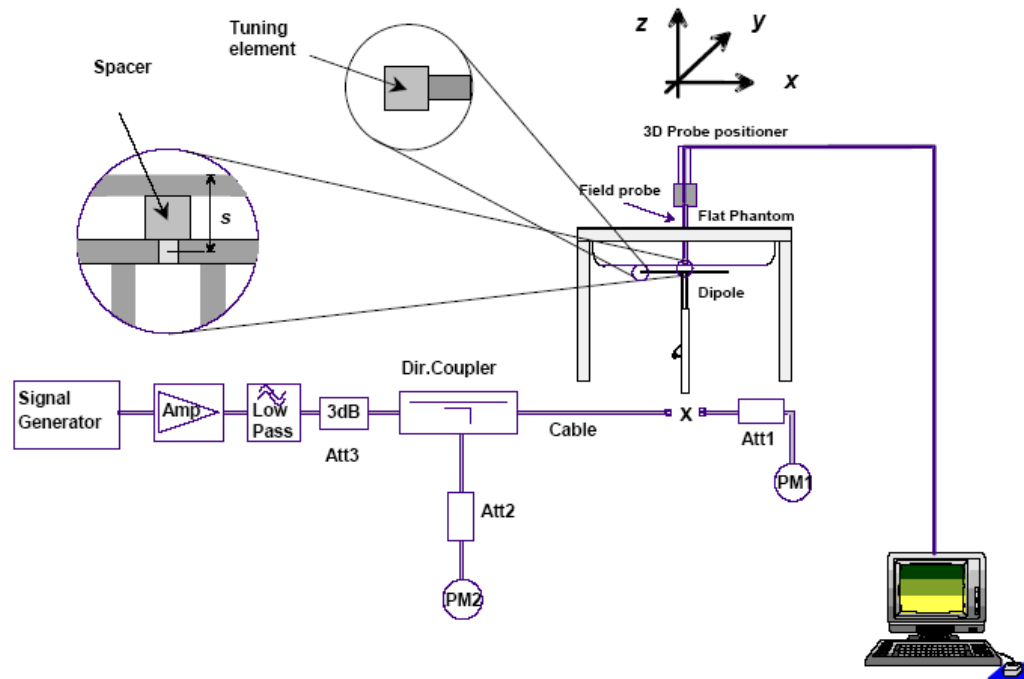 Tuning
element
Spacer
s
z
y
x
3D Probe positioner
Field probe
Flat Phantom
Dipole
Dir.Coupler
Signal
Generator
Amp
Low
Pass
3dB
Att3
Cable
X
Att1
PM1
Att2
PM2